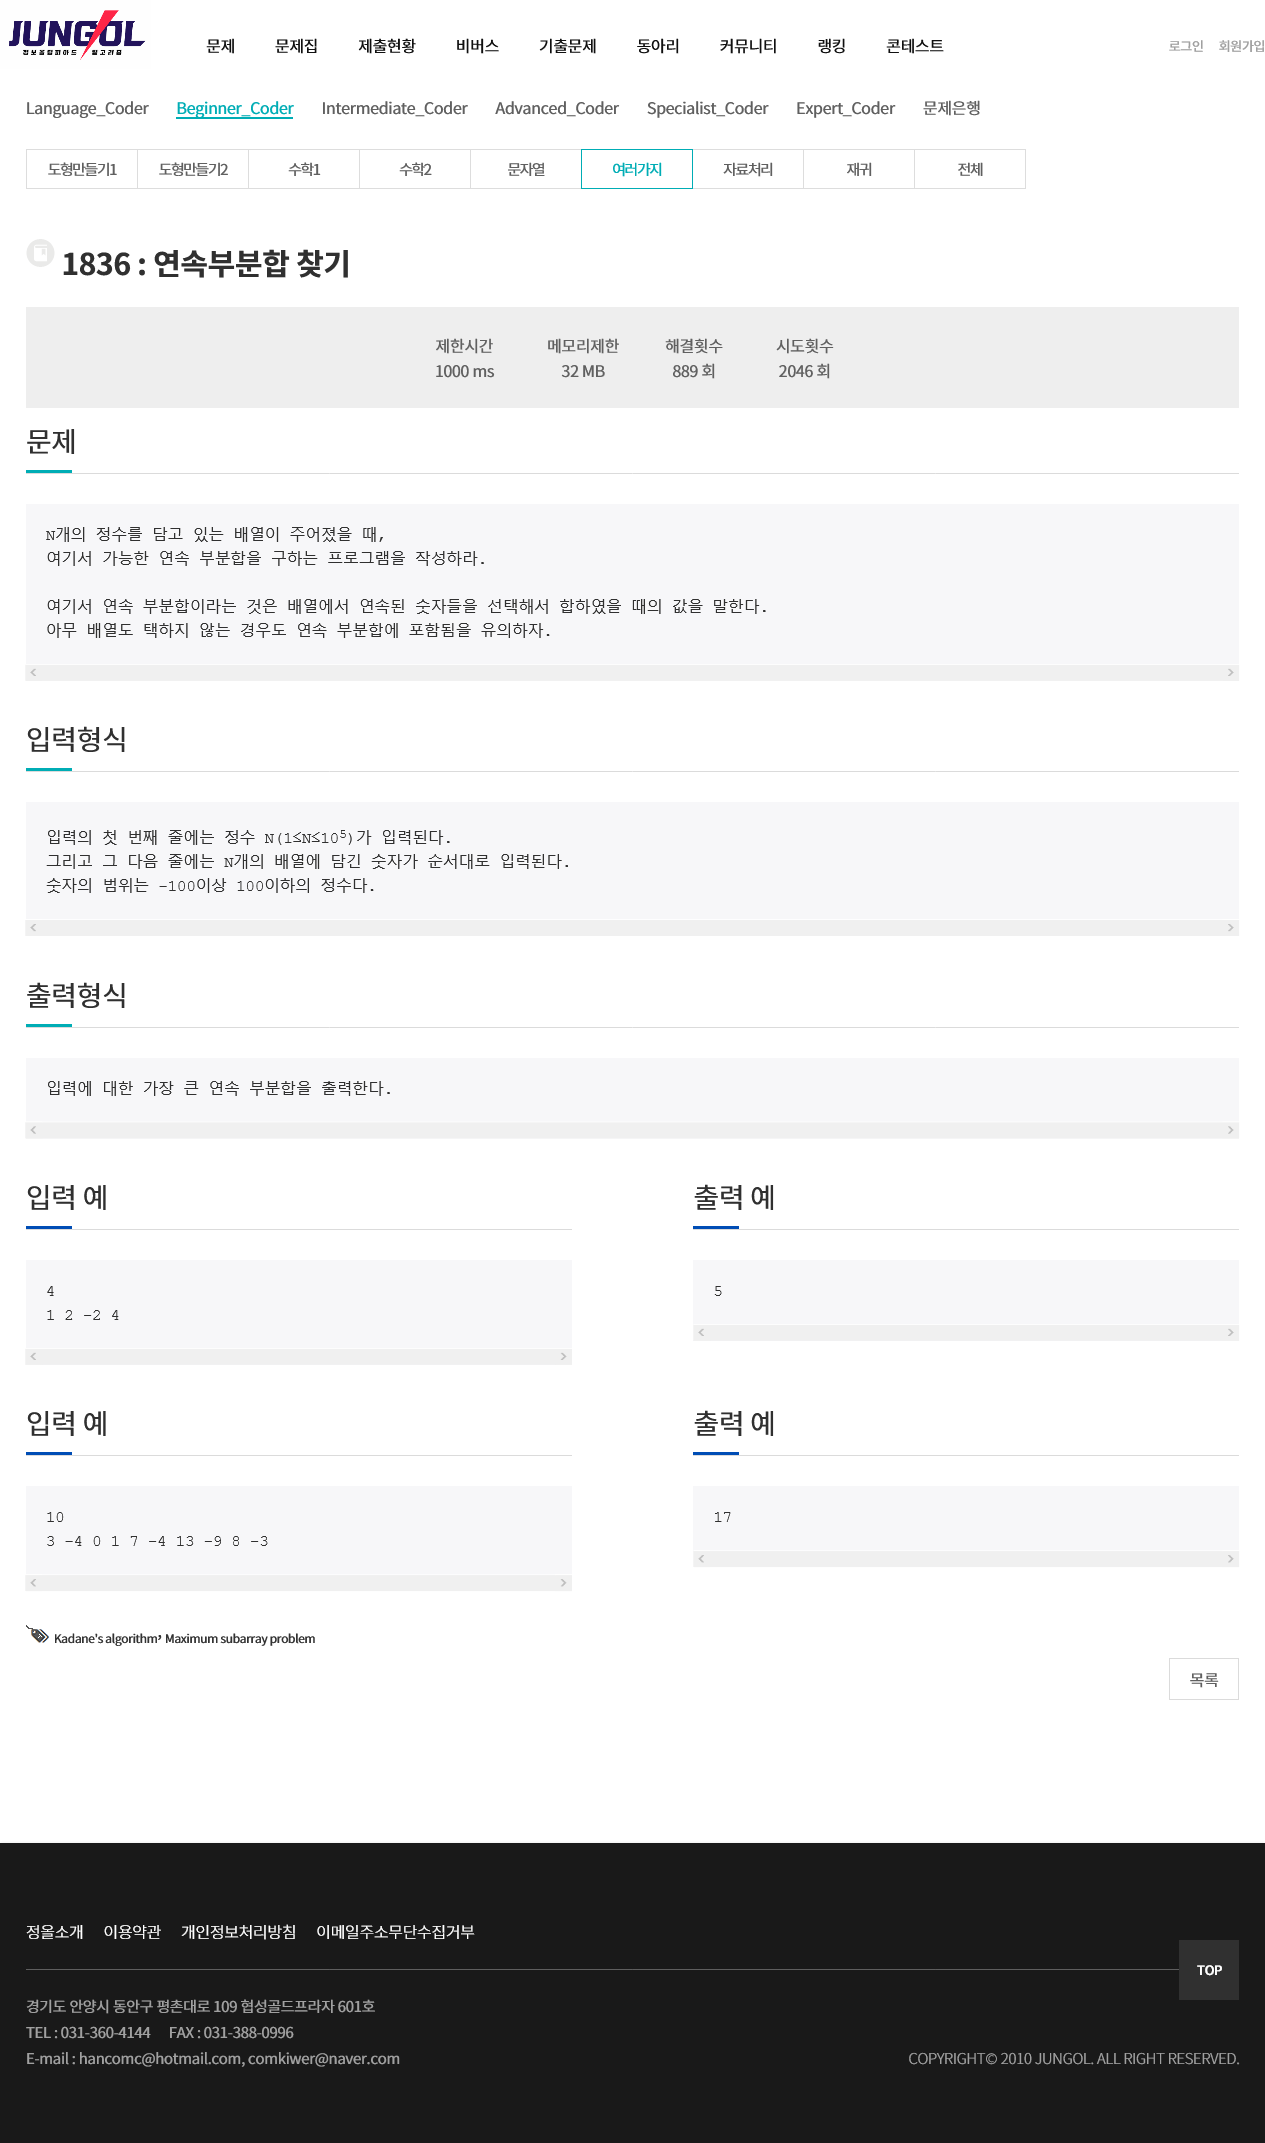 JUNGOL
정보올림피아드 알고리즘
문제 문제집 제출현황 비버스 기출문제 동아리 커뮤니티 랭킹 콘테스트 로그인 회원가입
Language_Coder Beginner_Coder Intermediate_Coder Advanced_Coder Specialist_Coder Expert_Coder 문제은행
도형만들기1 도형만들기2 수학1 수학2 문자열 여러가지 자료처리 재귀 전체
1836 : 연속부분합 찾기
제한시간 메모리제한 해결횟수 시도횟수
1000 ms 32 MB 889 회 2046 회
문제
N개의 정수를 담고 있는 배열이 주어졌을 때,
여기서 가능한 연속 부분합을 구하는 프로그램을 작성하라.
여기서 연속 부분합이라는 것은 배열에서 연속된 숫자들을 선택해서 합하였을 때의 값을 말한다.
아무 배열도 택하지 않는 경우도 연속 부분합에 포함됨을 유의하자.
입력형식
입력의 첫 번째 줄에는 정수 N(1≤N≤10⁵)가 입력된다.
그리고 그 다음 줄에는 N개의 배열에 담긴 숫자가 순서대로 입력된다.
숫자의 범위는 -100이상 100이하의 정수다.
출력형식
입력에 대한 가장 큰 연속 부분합을 출력한다.
입력 예 출력 예
4 5
1 2 -2 4
입력 예 출력 예
10 17
3 -4 0 1 7 -4 13 -9 8 -3
Kadane's algorithm, Maximum subarray problem
목록
정올소개 이용약관 개인정보처리방침 이메일주소무단수집거부
TOP
경기도 안양시 동안구 평촌대로 109 협성골드프라자 601호
TEL : 031-360-4144 FAX : 031-388-0996
E-mail : hancomc@hotmail.com, comkiwer@naver.com COPYRIGHT© 2010 JUNGOL. ALL RIGHT RESERVED.